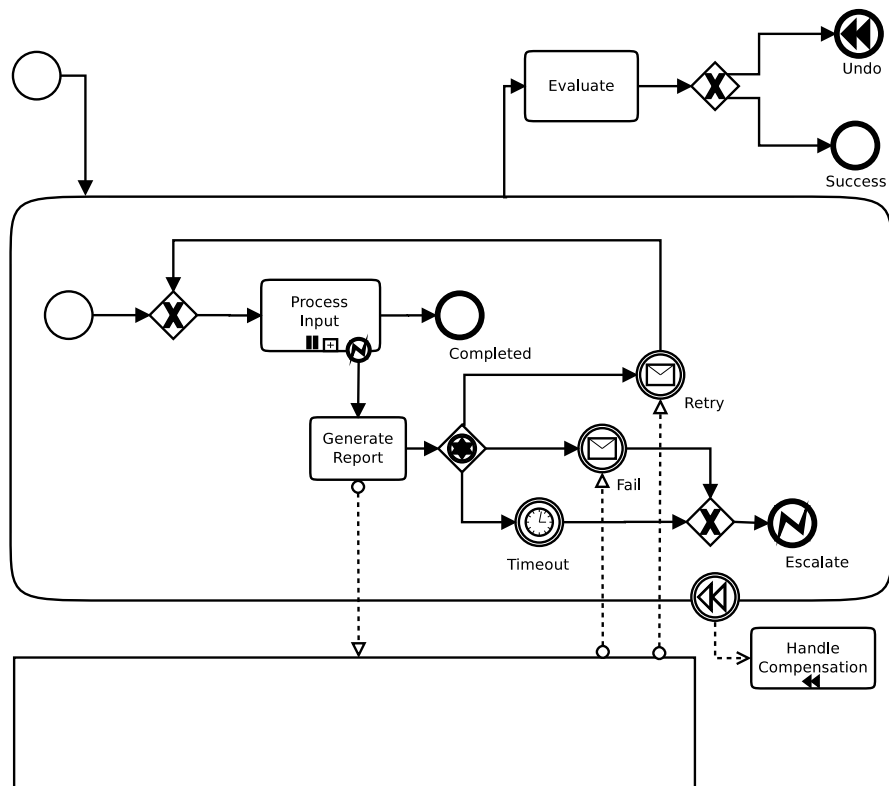 Evaluate
Undo
Success
Process
Input
Completed
Retry
Generate
Report
Fail
Timeout
Escalate
Handle
Compensation